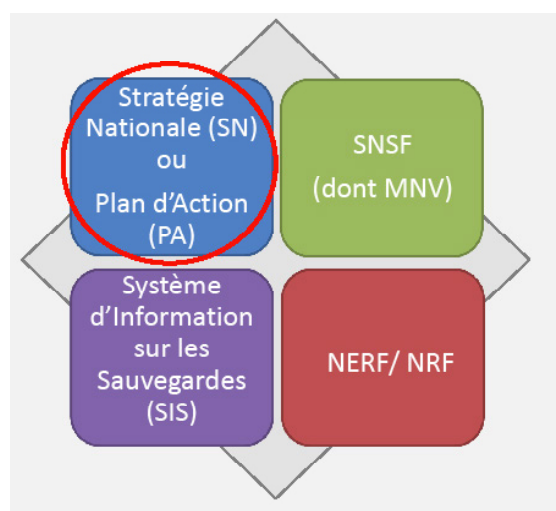 Stratégie
Nationale (SN)
ou
Plan d’Action
(PA)
SNSF
(dont MNV)
Système
d’Information
sur les
Sauvegardes
(SIS)
NERF/ NRF